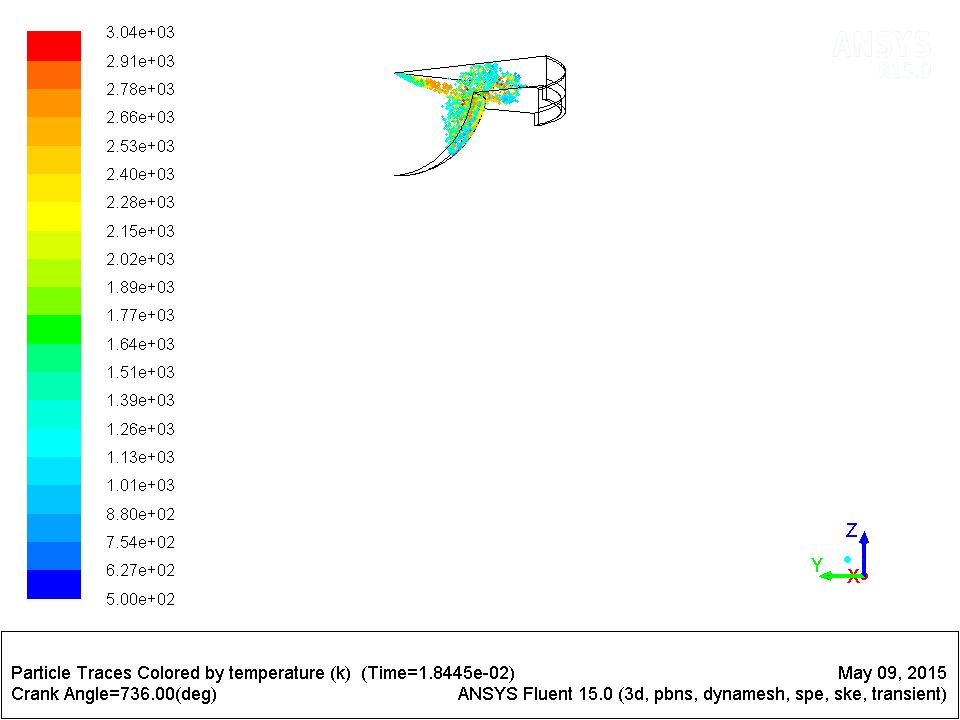 3.04e+03
2.91e+03
2.78e+03
2.66e+03
2.53e+03
2.40e+03
2.28e+03
2.15e+03
2.02e+03
1.89e+03
1.77e+03
1.64e+03
1.51e+03
1.39e+03
1.26e+03
1.13e+03
1.01e+03
8.80e+02
7.54e+02
6.27e+02
5.00e+02
ANSYS
R15.0
Z
Y
X
Particle Traces Colored by temperature (k) (Time=1.8445e-02)
Crank Angle=736.00(deg)
May 09, 2015
ANSYS Fluent 15.0 (3d, pbns, dynamesh, spe, ske, transient)